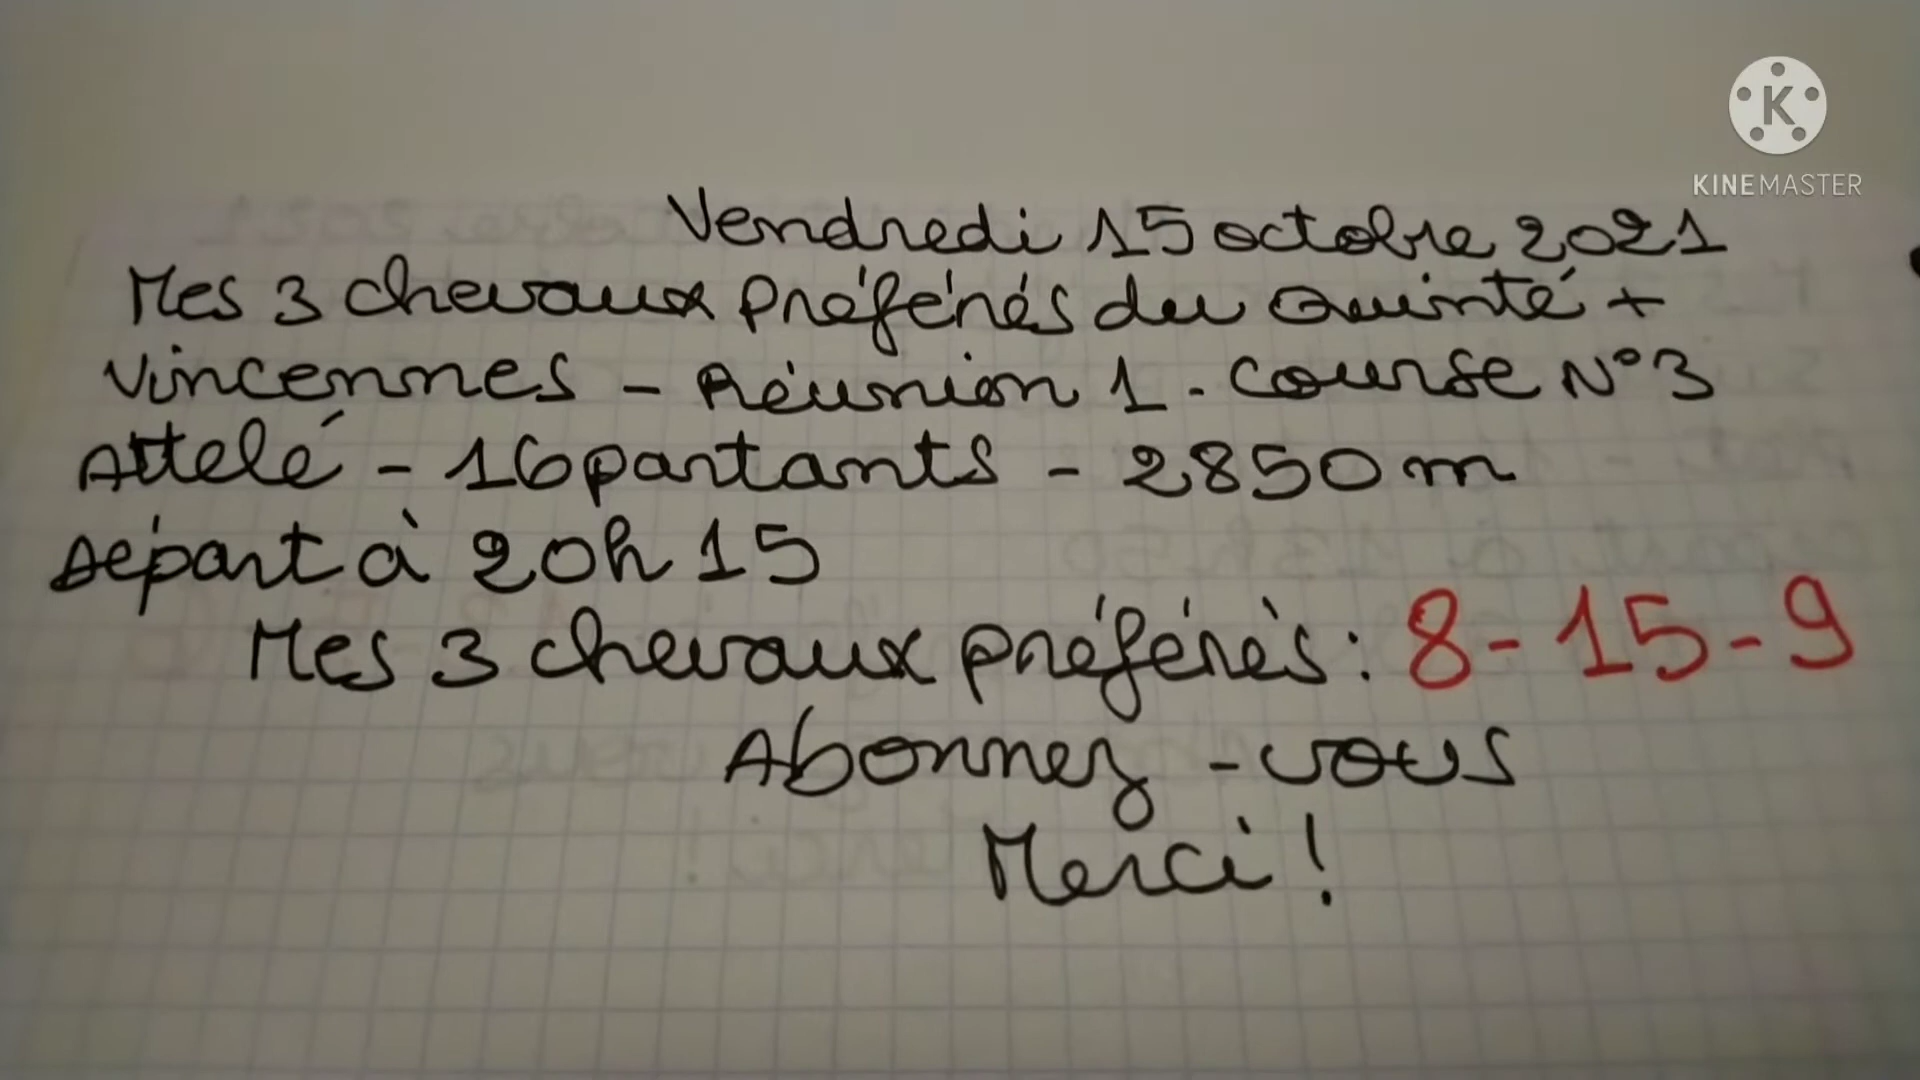 KINEMASTER
Vendredi 15 octobre 2021
Mes 3 chevaux préférés du Quinté +
Vincennes - Réunion 1 - Course N°3
Attelé - 16 partants - 2850 m
Départ à 20h15
Mes 3 chevaux préférés : 8 - 15 - 9
Abonnez-vous
Merci !